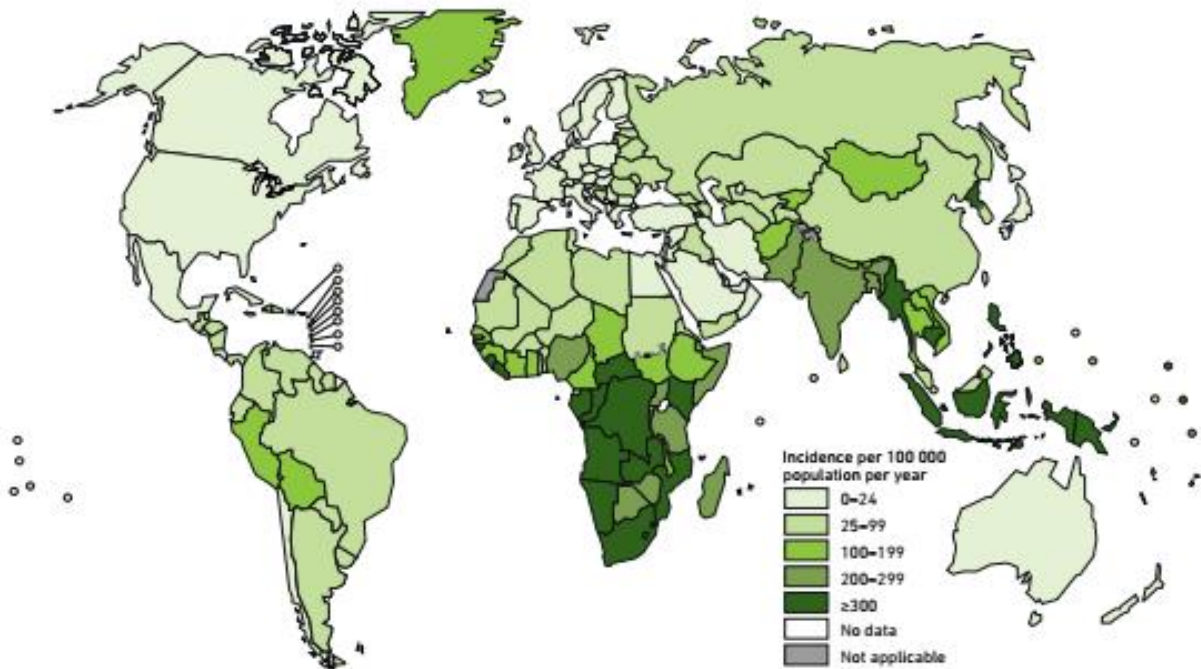 Incidence per 100 000
population per year
0–24
25–99
100–199
200–299
≥300
No data
Not applicable